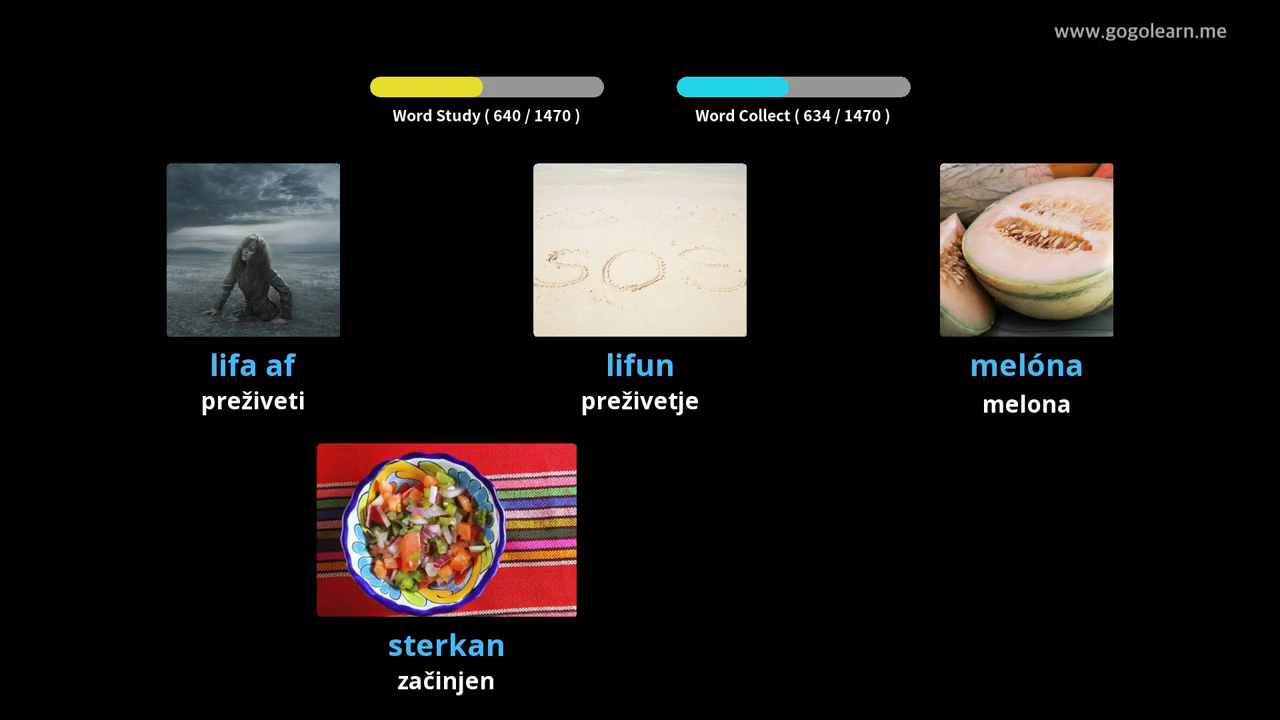 www.gogolearn.me
Word Study ( 640 / 1470 )
Word Collect ( 634 / 1470 )
SOS
lifa af
lifun
melóna
preživeti
preživetje
melona
sterkan
začinjen